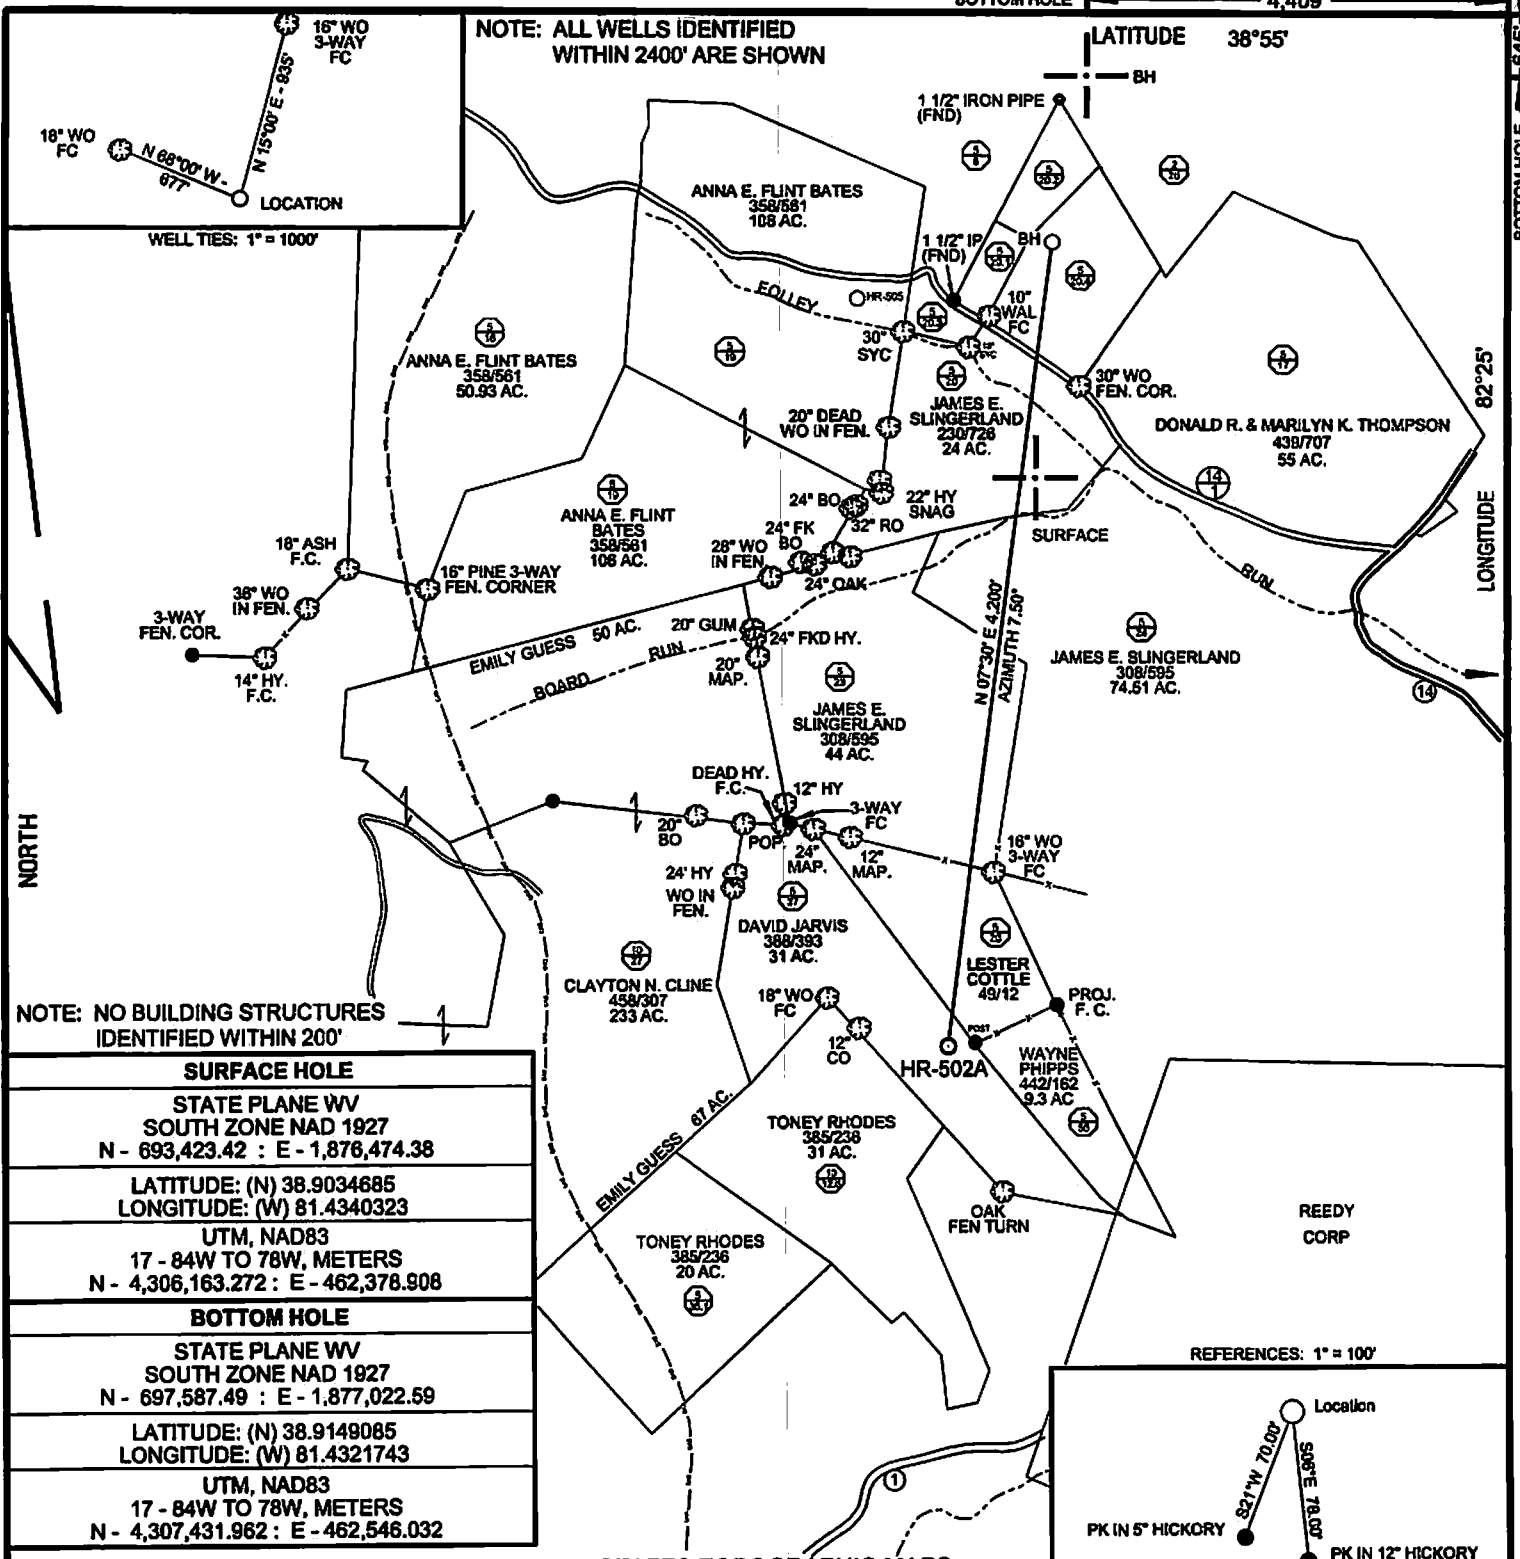 BOTTOM HOLE
4,409'
16" WO
3-WAY
FC
18" WO
FC
N 68°00' W -
677'
N 15°00' E - 935'
LOCATION
WELL TIES: 1" = 1000'
NOTE: ALL WELLS IDENTIFIED
WITHIN 2400' ARE SHOWN
LATITUDE 38°55'
BH
BOTTOM HOLE
1 1/2" IRON PIPE
(FND)
ANNA E. FLINT BATES
358/561
108 AC.
1 1/2" IP
(FND)
BH
FOLLEY
HR-505
10"
WAL
FC
30"
SYC
ANNA E. FLINT BATES
358/561
50.93 AC.
30" WO
FEN. COR.
82°25'
LONGITUDE
20" DEAD
WO IN FEN.
JAMES E.
SLINGERLAND
230/726
24 AC.
DONALD R. & MARILYN K. THOMPSON
439/707
55 AC.
14
1
24" BO
32" RO
22" HY
SNAG
ANNA E. FLINT
BATES
358/561
108 AC.
24" FK
BO
28" WO
IN FEN
24" OAK
SURFACE
RUN
18" ASH
F.C.
16" PINE 3-WAY
FEN. CORNER
36" WO
IN FEN.
3-WAY
FEN. COR.
14" HY.
F.C.
EMILY GUESS 50 AC.
20" GUM
24" FKD HY.
20"
MAP.
BOARD RUN
N 07°30' E 4,200'
AZIMUTH 7.50°
JAMES E. SLINGERLAND
308/595
74.51 AC.
14
JAMES E.
SLINGERLAND
308/595
44 AC.
NORTH
DEAD HY.
F.C.
12" HY
3-WAY
FC
20"
BO
POP.
24"
MAP.
12"
MAP.
16" WO
3-WAY
FC
24' HY
WO IN
FEN.
DAVID JARVIS
388/393
31 AC.
LESTER
COTTLE
49/12
CLAYTON N. CLINE
458/307
233 AC.
18" WO
FC
12"
CO
PROJ.
F. C.
POST
HR-502A
WAYNE
PHIPPS
442/162
9.3 AC
NOTE: NO BUILDING STRUCTURES
IDENTIFIED WITHIN 200'
EMILY GUESS 67 AC.
TONEY RHODES
385/236
31 AC.
OAK
FEN TURN
REEDY
CORP
TONEY RHODES
385/236
20 AC.
SURFACE HOLE
STATE PLANE WV
SOUTH ZONE NAD 1927
N - 693,423.42 : E - 1,876,474.38
LATITUDE: (N) 38.9034685
LONGITUDE: (W) 81.4340323
UTM, NAD83
17 - 84W TO 78W, METERS
N - 4,306,163.272 : E - 462,378.908
BOTTOM HOLE
STATE PLANE WV
SOUTH ZONE NAD 1927
N - 697,587.49 : E - 1,877,022.59
LATITUDE: (N) 38.9149085
LONGITUDE: (W) 81.4321743
UTM, NAD83
17 - 84W TO 78W, METERS
N - 4,307,431.962 : E - 462,546.032
1
REFERENCES: 1" = 100'
Location
S21°W 70.00'
S06°E 78.00'
PK IN 5" HICKORY
PK IN 12" HICKORY